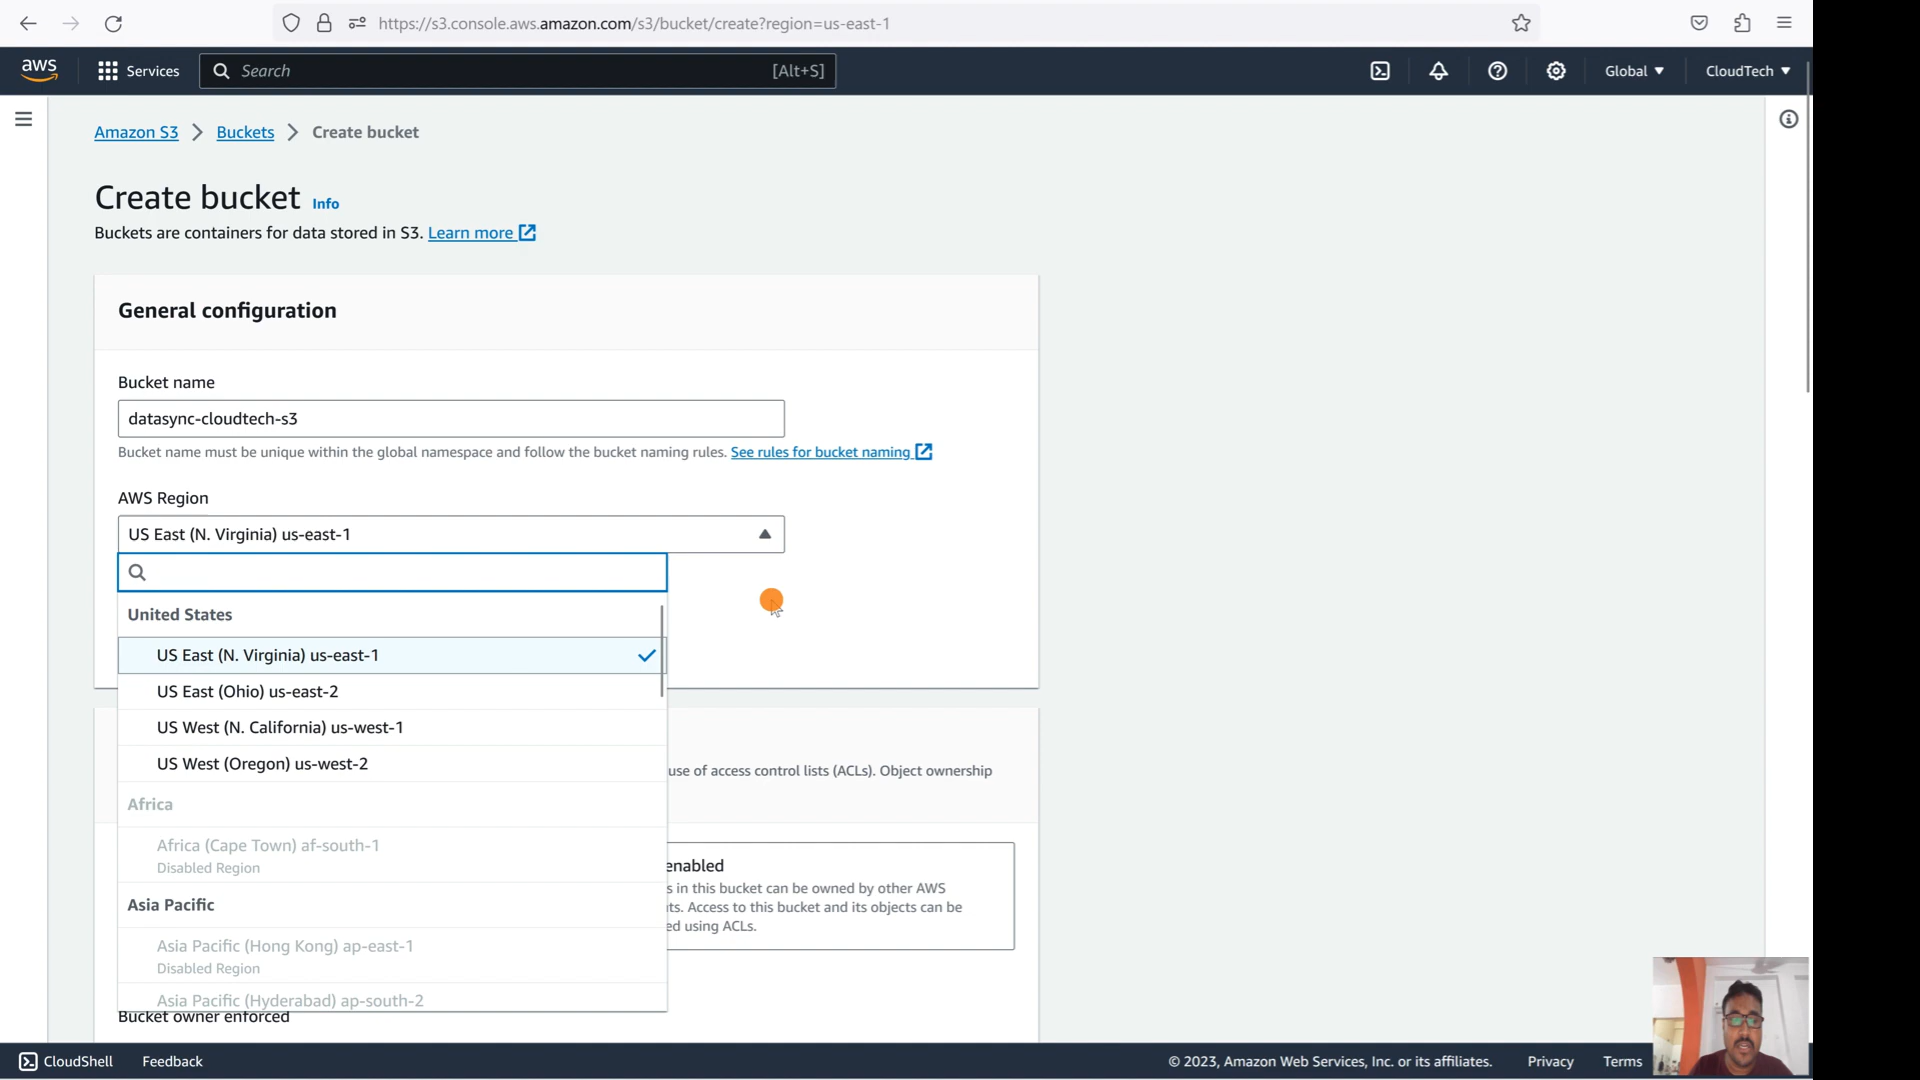 https://s3.console.aws.amazon.com/s3/bucket/create?region=us-east-1
aws Services Search [Alt+S] Global CloudTech
Amazon S3 Buckets Create bucket
Create bucket Info
Buckets are containers for data stored in S3. Learn more
General configuration
Bucket name
datasync-cloudtech-s3
Bucket name must be unique within the global namespace and follow the bucket naming rules. See rules for bucket naming
AWS Region
US East (N. Virginia) us-east-1
United States
US East (N. Virginia) us-east-1
US East (Ohio) us-east-2
US West (N. California) us-west-1
US West (Oregon) us-west-2
use of access control lists (ACLs). Object ownership
Africa
Africa (Cape Town) af-south-1
Disabled Region
enabled
s in this bucket can be owned by other AWS
ts. Access to this bucket and its objects can be
ed using ACLs.
Asia Pacific
Asia Pacific (Hong Kong) ap-east-1
Disabled Region
Asia Pacific (Hyderabad) ap-south-2
Bucket owner enforced
CloudShell Feedback © 2023, Amazon Web Services, Inc. or its affiliates. Privacy Terms